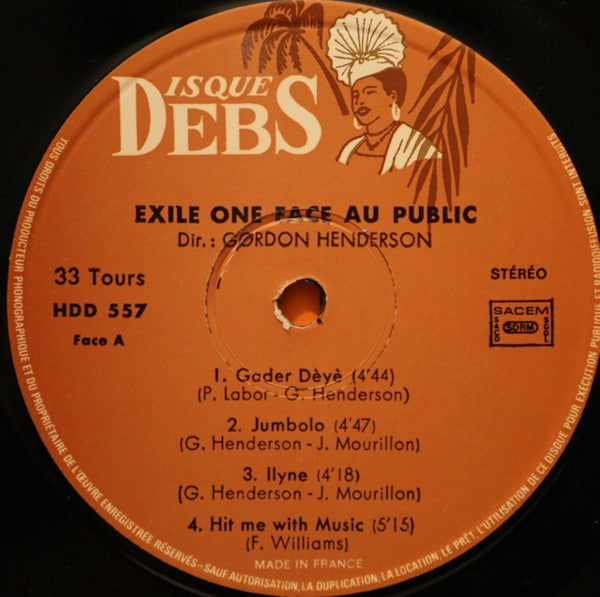 ISQUE
DEBS
EXILE ONE FACE AU PUBLIC
Dir.: GORDON HENDERSON
33 Tours
HDD 557
Face A
STÉRÉO
SACEM
SACD SDRM SGDL
1. Gader Dèyè (4'44)
(P. Labor - G. Henderson)
2. Jumbolo (4'47)
(G. Henderson - J. Mourillon)
3. Ilyne (4'18)
(G. Henderson - J. Mourillon)
4. Hit me with Music (5'15)
(F. Williams)
MADE IN FRANCE
TOUS DROITS DU PRODUCTEUR PHONOGRAPHIQUE ET DU PROPRIÉTAIRE DE L'ŒUVRE ENREGISTRÉE RÉSERVÉS - SAUF AUTORISATION, LA DUPLICATION, LA LOCATION, LE PRÊT, L'UTILISATION DE CE DISQUE POUR EXÉCUTION PUBLIQUE ET RADIODIFFUSION SONT INTERDITS